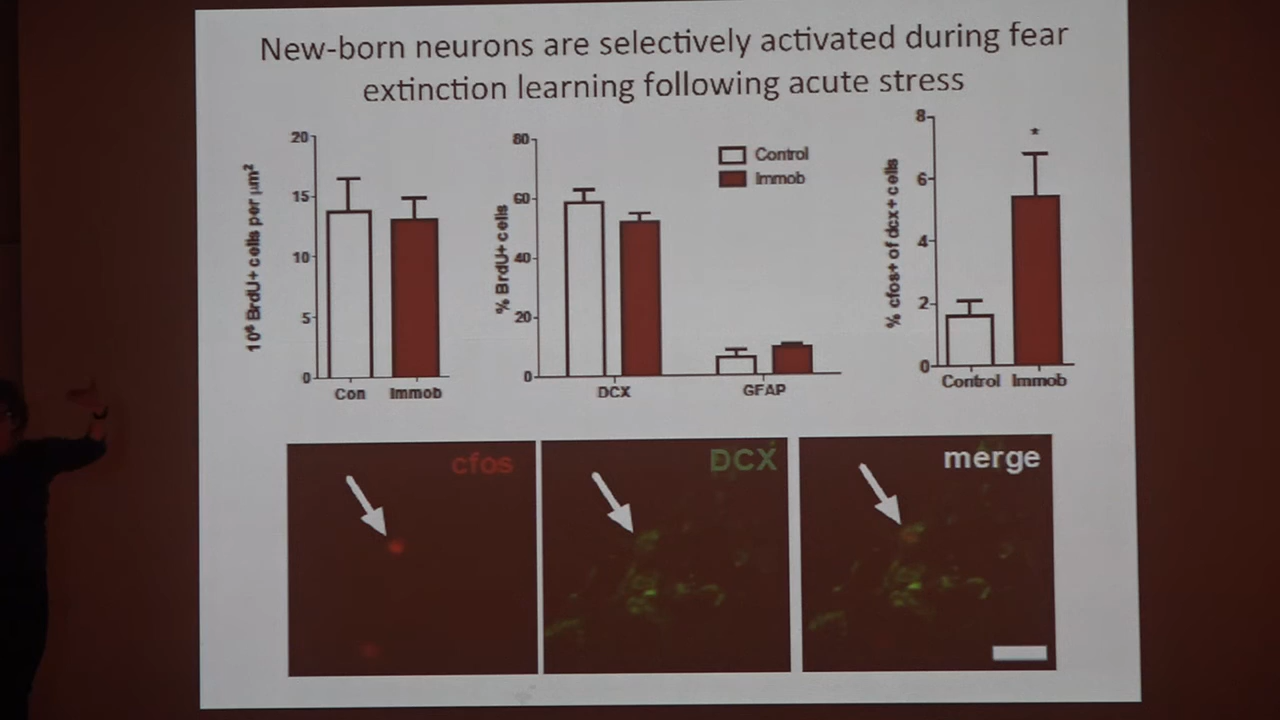 New-born neurons are selectively activated during fear
extinction learning following acute stress
10⁶ BrdU+ cells per µm²
20
15
10
5
0
Con Immob
% BrdU+ cells
80
60
40
20
0
DCX GFAP
Control
Immob
% cfos+ of dcx+ cells
8
6
4
2
0
*
Control Immob
cfos
DCX
merge